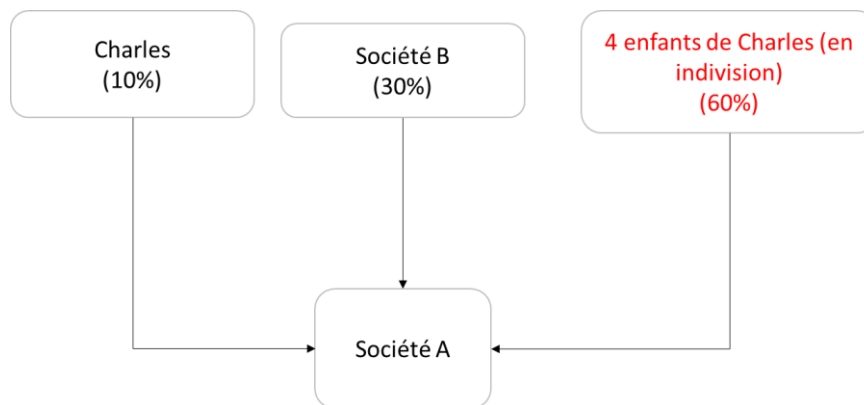 Charles
(10%)
Société B
(30%)
4 enfants de Charles (en
indivision)
(60%)
Société A